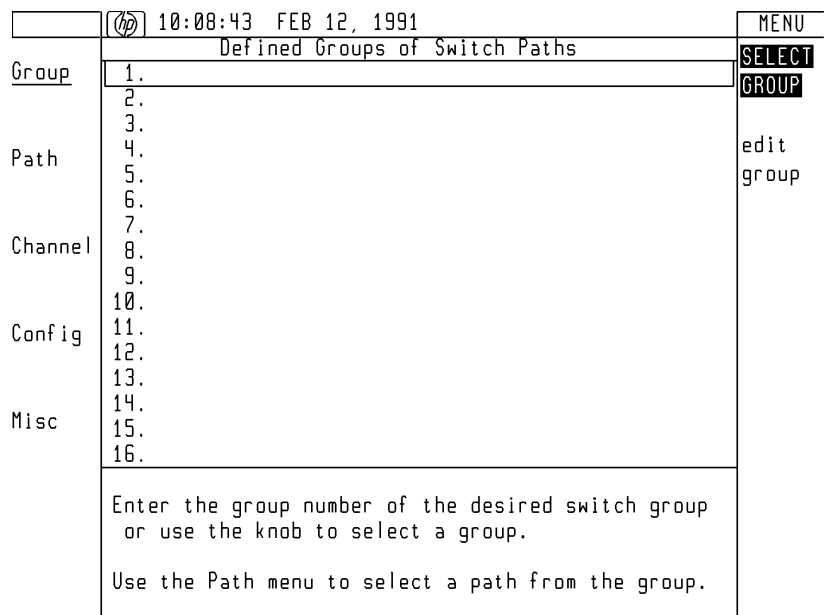 hp 10:08:43 FEB 12, 1991
MENU
Defined Groups of Switch Paths
SELECT
GROUP
edit
group
Group
Path
Channel
Config
Misc
1.
2.
3.
4.
5.
6.
7.
8.
9.
10.
11.
12.
13.
14.
15.
16.
Enter the group number of the desired switch group
or use the knob to select a group.
Use the Path menu to select a path from the group.